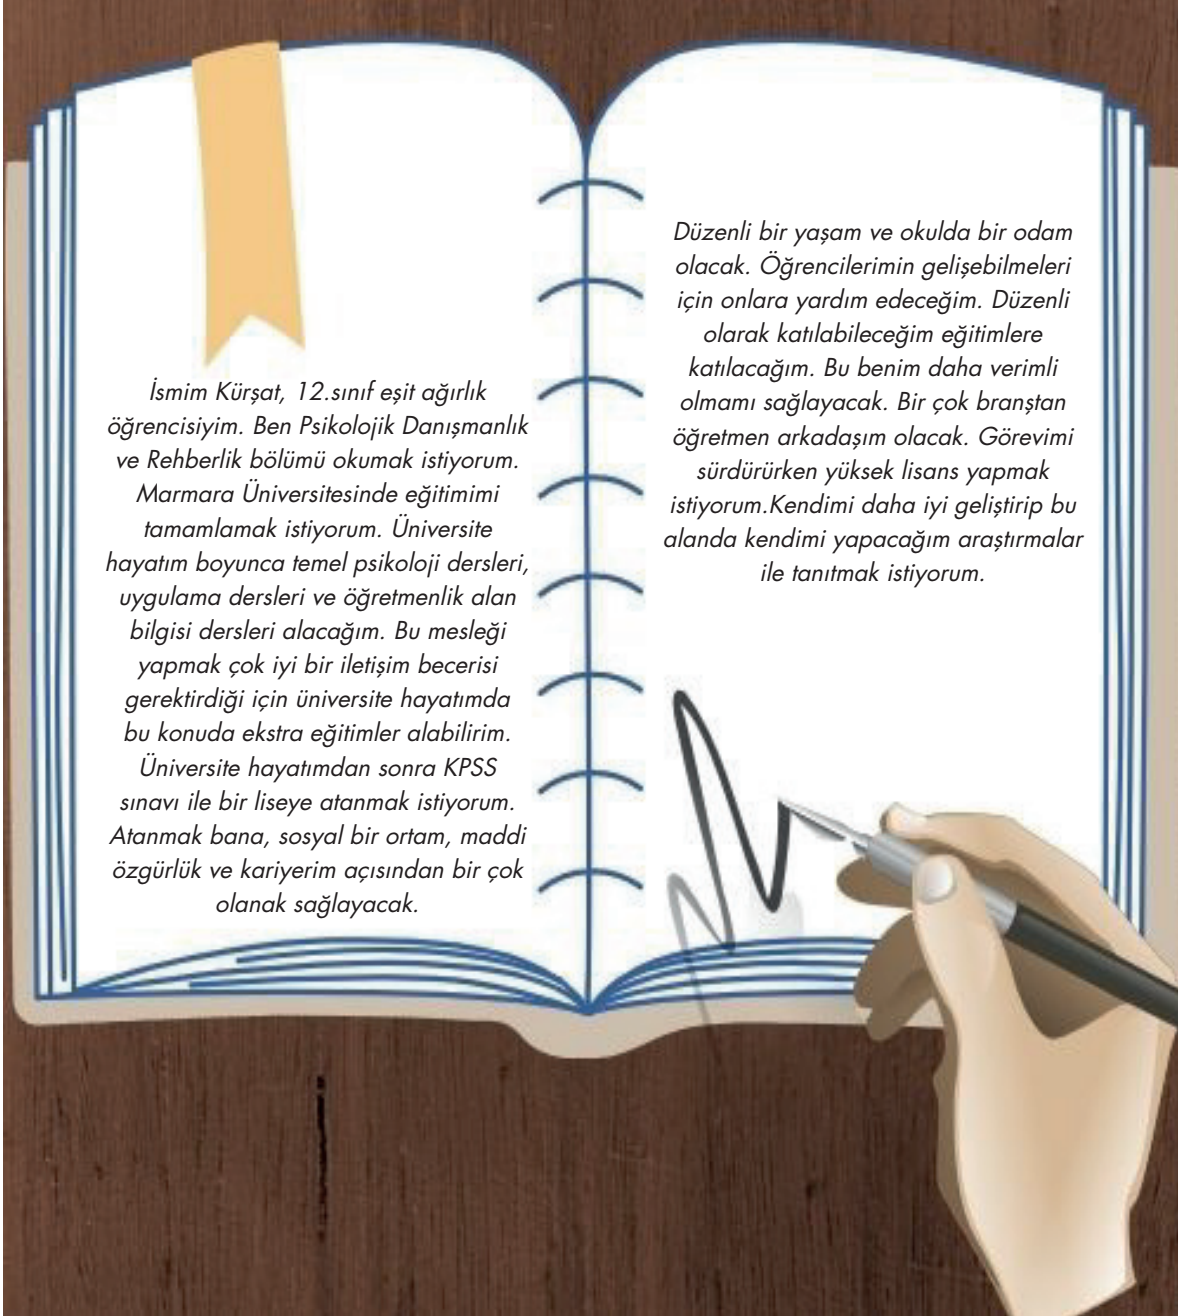 İsmim Kürşat, 12.sınıf eşit ağırlık
öğrencisiyim. Ben Psikolojik Danışmanlık
ve Rehberlik bölümü okumak istiyorum.
Marmara Üniversitesinde eğitimimi
tamamlamak istiyorum. Üniversite
hayatım boyunca temel psikoloji dersleri,
uygulama dersleri ve öğretmenlik alan
bilgisi dersleri alacağım. Bu mesleği
yapmak çok iyi bir iletişim becerisi
gerektirdiği için üniversite hayatımda
bu konuda ekstra eğitimler alabilirim.
Üniversite hayatımdan sonra KPSS
sınavı ile bir liseye atanmak istiyorum.
Atanmak bana, sosyal bir ortam, maddi
özgürlük ve kariyerim açısından bir çok
olanak sağlayacak.
Düzenli bir yaşam ve okulda bir odam
olacak. Öğrencilerimin gelişebilmeleri
için onlara yardım edeceğim. Düzenli
olarak katılabileceğim eğitimlere
katılacağım. Bu benim daha verimli
olmamı sağlayacak. Bir çok branştan
öğretmen arkadaşım olacak. Görevimi
sürdürürken yüksek lisans yapmak
istiyorum.Kendimi daha iyi geliştirip bu
alanda kendimi yapacağım araştırmalar
ile tanıtmak istiyorum.